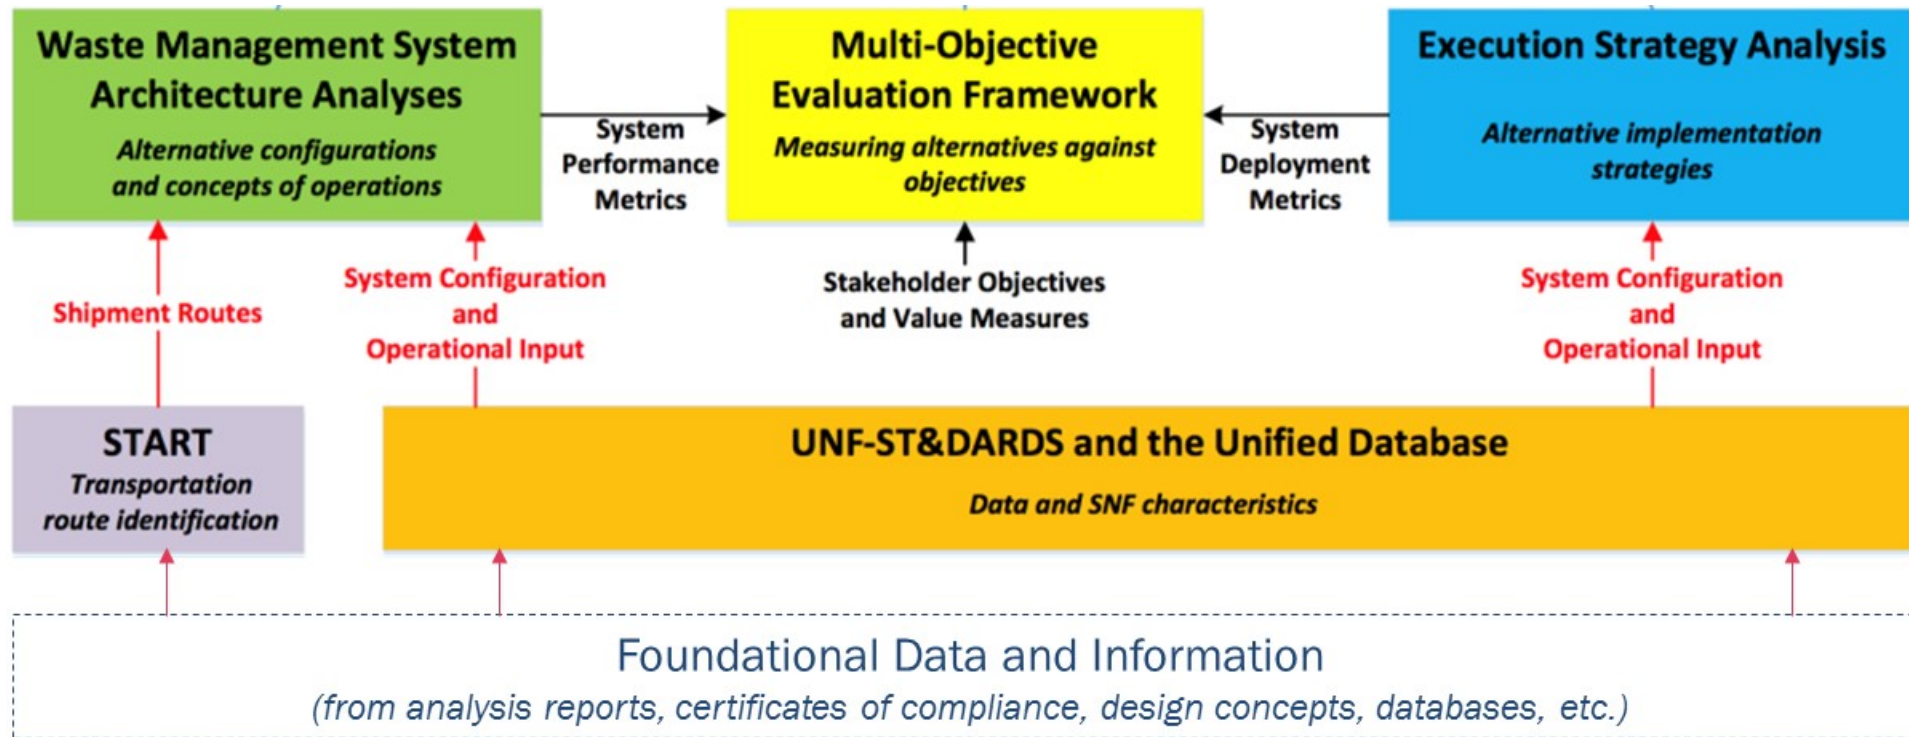 Waste Management System
Architecture Analyses
Alternative configurations
and concepts of operations
System
Performance
Metrics
Multi-Objective
Evaluation Framework
Measuring alternatives against
objectives
System
Deployment
Metrics
Execution Strategy Analysis
Alternative implementation
strategies
Shipment Routes
System Configuration
and
Operational Input
Stakeholder Objectives
and Value Measures
System Configuration
and
Operational Input
START
Transportation
route identification
UNF-ST&DARDS and the Unified Database
Data and SNF characteristics
Foundational Data and Information
(from analysis reports, certificates of compliance, design concepts, databases, etc.)